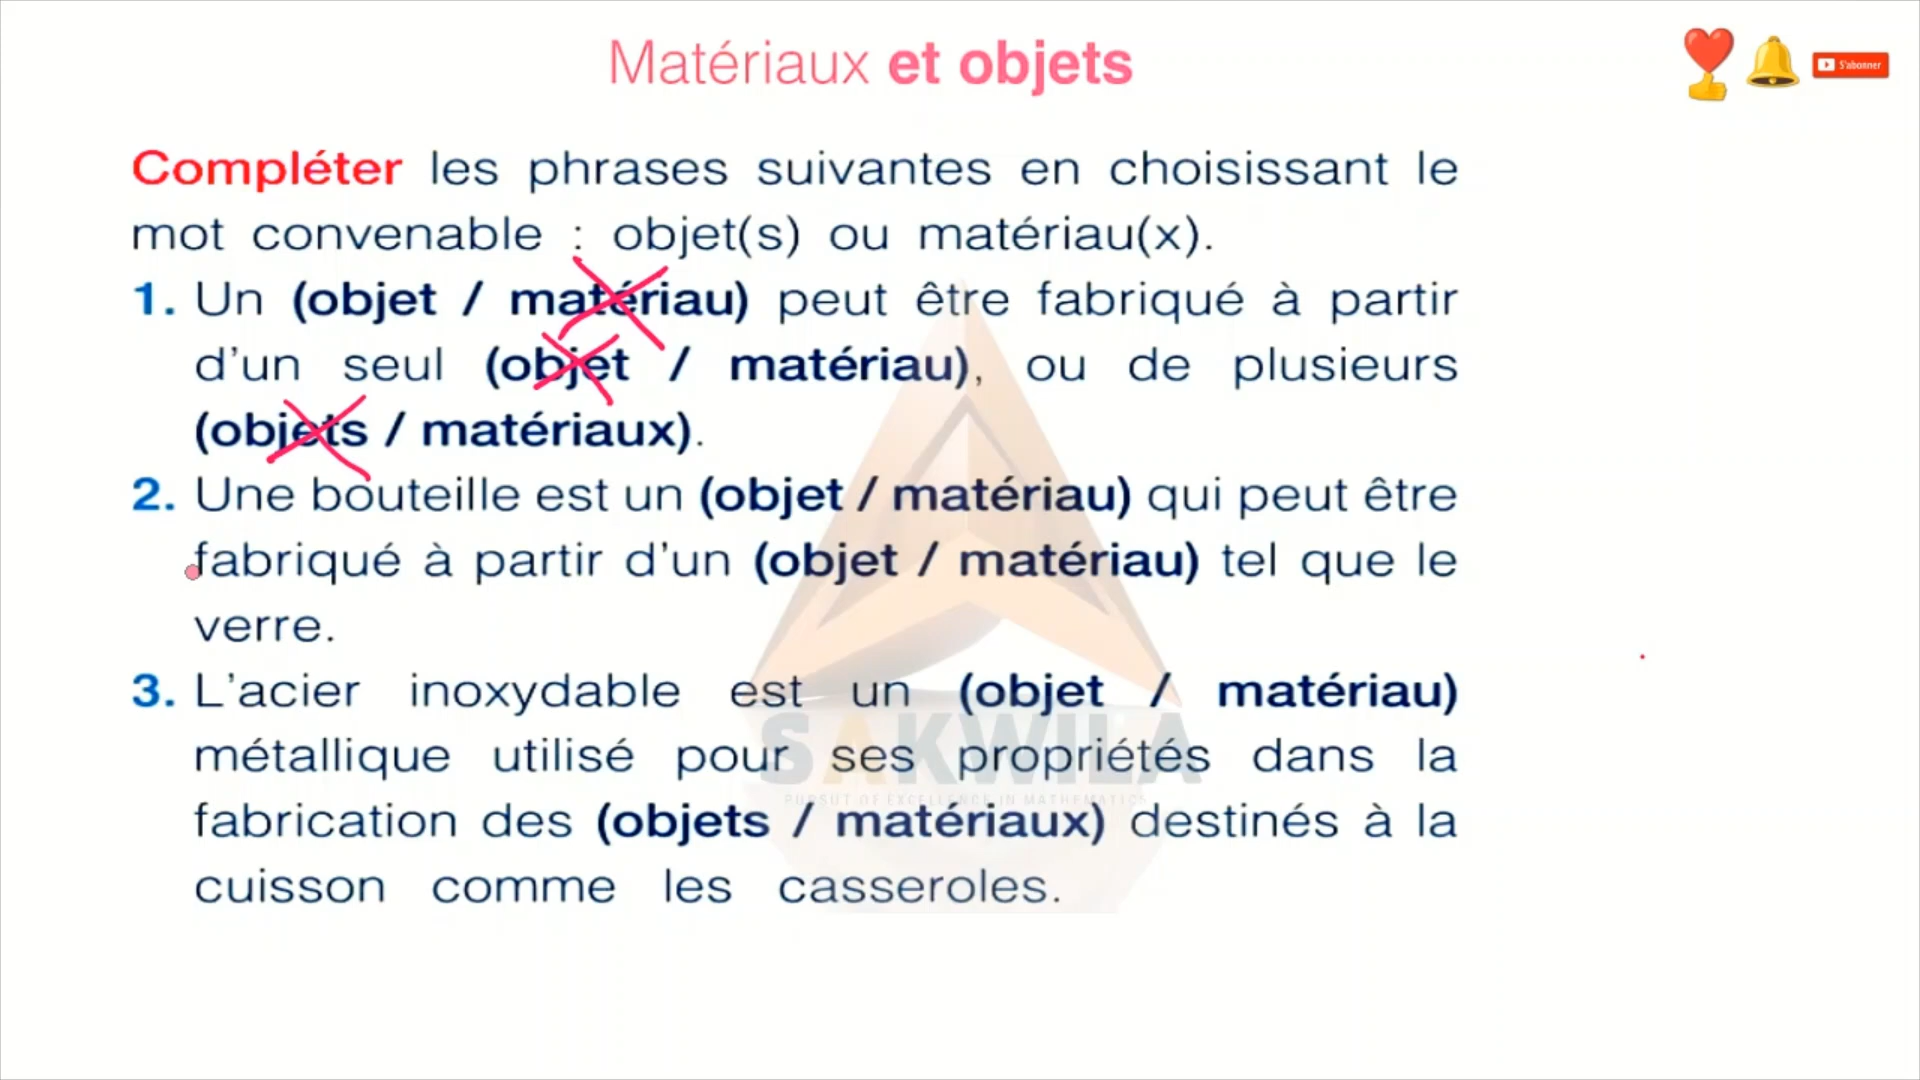 Matériaux et objets
S'abonner
Compléter les phrases suivantes en choisissant le
mot convenable : objet(s) ou matériau(x).
1. Un (objet / matériau) peut être fabriqué à partir
d'un seul (objet / matériau), ou de plusieurs
(objets / matériaux).
2. Une bouteille est un (objet / matériau) qui peut être
fabriqué à partir d'un (objet / matériau) tel que le
verre.
3. L'acier inoxydable est un (objet / matériau)
métallique utilisé pour ses propriétés dans la
fabrication des (objets / matériaux) destinés à la
cuisson comme les casseroles.
SAKWILA
PURSUIT OF EXCELLENCE IN MATHEMATICS